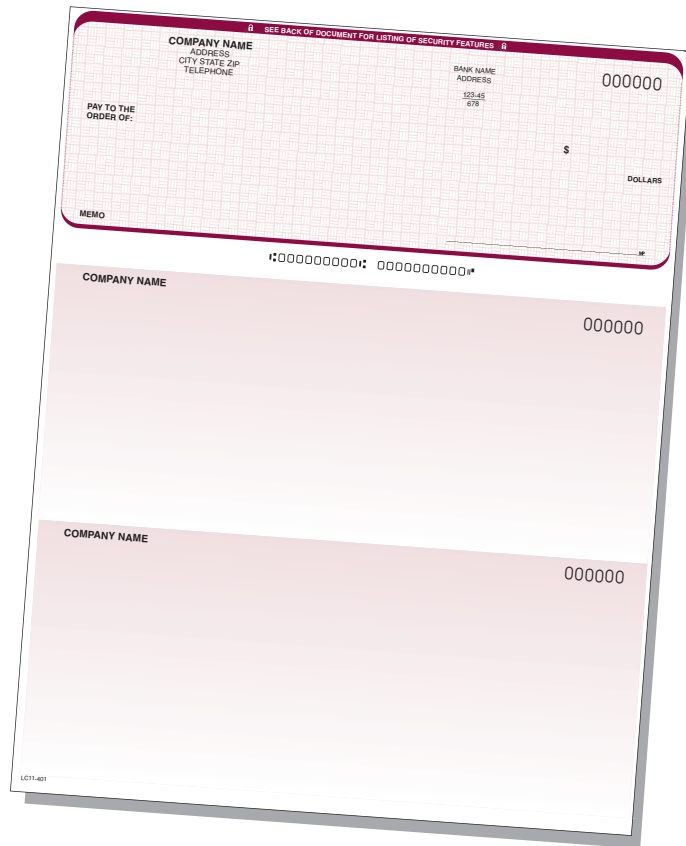 SEE BACK OF DOCUMENT FOR LISTING OF SECURITY FEATURES
COMPANY NAME
ADDRESS
CITY STATE ZIP
TELEPHONE
BANK NAME
ADDRESS
123-45
678
000000
PAY TO THE
ORDER OF:
$
DOLLARS
MEMO
MP
⑆000000000⑆ 0000000000⑈
COMPANY NAME
000000
COMPANY NAME
000000
LC11-401